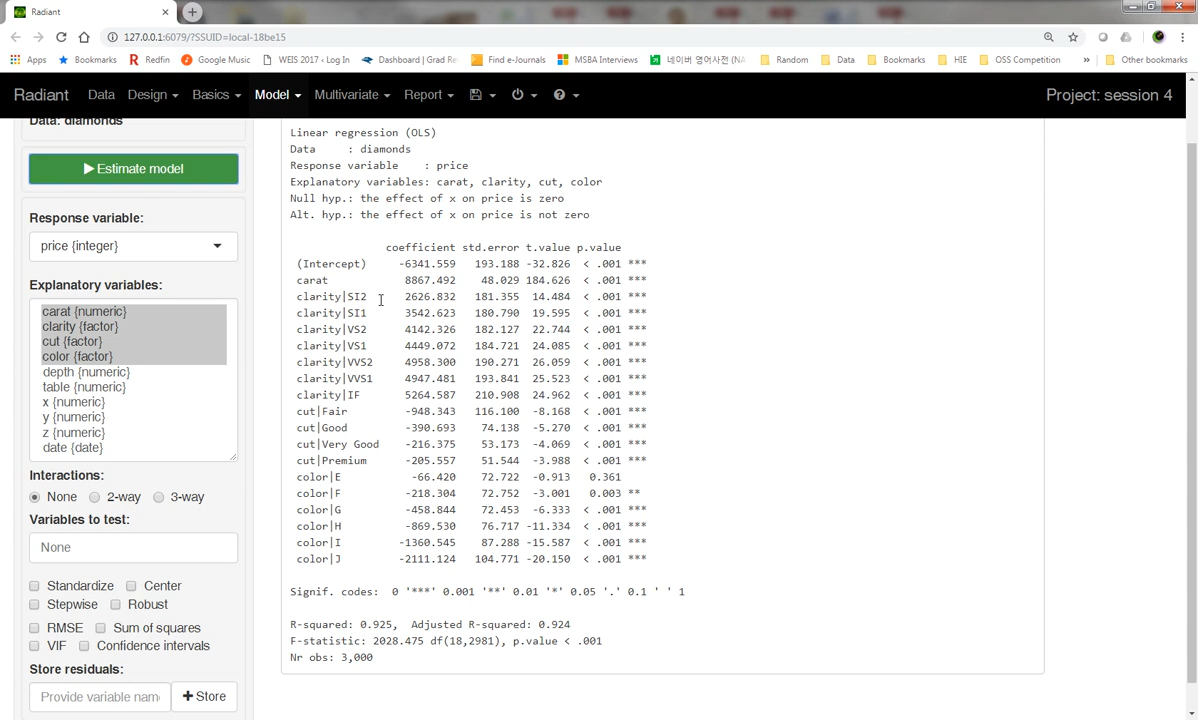 Radiant
127.0.0.1:6079/?SSUID=local-18be15
Apps Bookmarks Redfin Google Music WEIS 2017 ‹ Log In Dashboard | Grad Re Find e-Journals MSBA Interviews 네이버 영어사전 (NA Random Data Bookmarks HIE OSS Competition » Other bookmarks
Radiant Data Design Basics Model Multivariate Report Project: session 4
Data: diamonds
Estimate model
Response variable:
price {integer}
Explanatory variables:
carat {numeric}
clarity {factor}
cut {factor}
color {factor}
depth {numeric}
table {numeric}
x {numeric}
y {numeric}
z {numeric}
date {date}
Interactions:
None 2-way 3-way
Variables to test:
None
Standardize Center
Stepwise Robust
RMSE Sum of squares
VIF Confidence intervals
Store residuals:
Provide variable name + Store
Linear regression (OLS)
Data : diamonds
Response variable : price
Explanatory variables: carat, clarity, cut, color
Null hyp.: the effect of x on price is zero
Alt. hyp.: the effect of x on price is not zero
coefficient std.error t.value p.value
(Intercept) -6341.559 193.188 -32.826 < .001 ***
carat 8867.492 48.029 184.626 < .001 ***
clarity|SI2 2626.832 181.355 14.484 < .001 ***
clarity|SI1 3542.623 180.790 19.595 < .001 ***
clarity|VS2 4142.326 182.127 22.744 < .001 ***
clarity|VS1 4449.072 184.721 24.085 < .001 ***
clarity|VVS2 4958.300 190.271 26.059 < .001 ***
clarity|VVS1 4947.481 193.841 25.523 < .001 ***
clarity|IF 5264.587 210.908 24.962 < .001 ***
cut|Fair -948.343 116.100 -8.168 < .001 ***
cut|Good -390.693 74.138 -5.270 < .001 ***
cut|Very Good -216.375 53.173 -4.069 < .001 ***
cut|Premium -205.557 51.544 -3.988 < .001 ***
color|E -66.420 72.722 -0.913 0.361
color|F -218.304 72.752 -3.001 0.003 **
color|G -458.844 72.453 -6.333 < .001 ***
color|H -869.530 76.717 -11.334 < .001 ***
color|I -1360.545 87.288 -15.587 < .001 ***
color|J -2111.124 104.771 -20.150 < .001 ***
Signif. codes: 0 '***' 0.001 '**' 0.01 '*' 0.05 '.' 0.1 ' ' 1
R-squared: 0.925, Adjusted R-squared: 0.924
F-statistic: 2028.475 df(18,2981), p.value < .001
Nr obs: 3,000